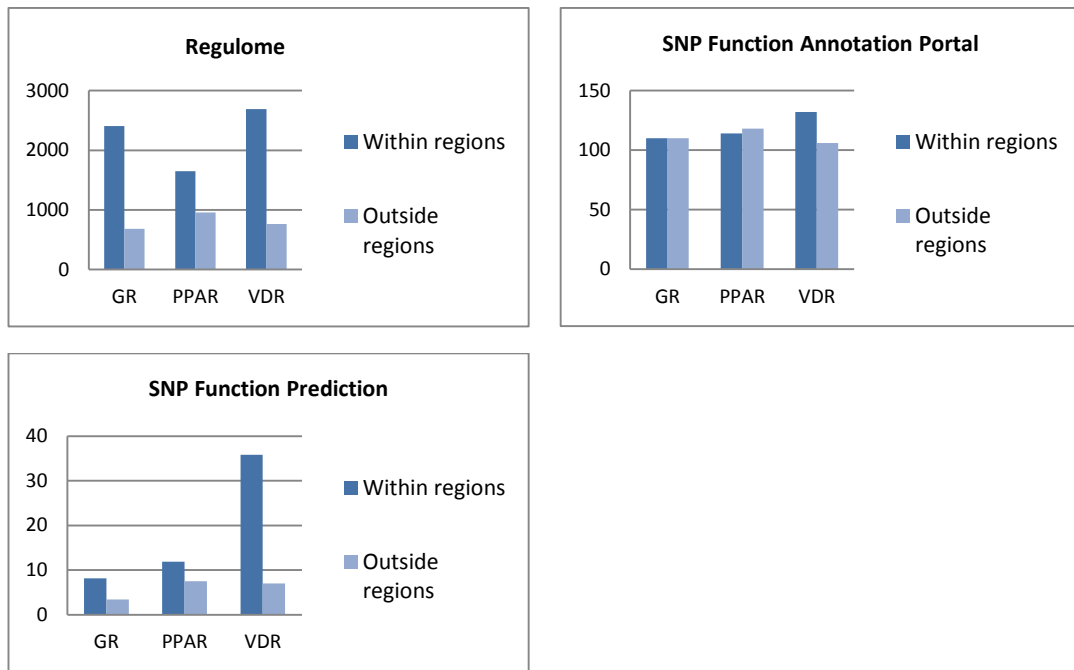 Regulome
3000
2000
1000
0
GR PPAR VDR
Within regions
Outside
regions
SNP Function Annotation Portal
150
100
50
0
GR PPAR VDR
Within regions
Outside
regions
SNP Function Prediction
40
30
20
10
0
GR PPAR VDR
Within regions
Outside
regions